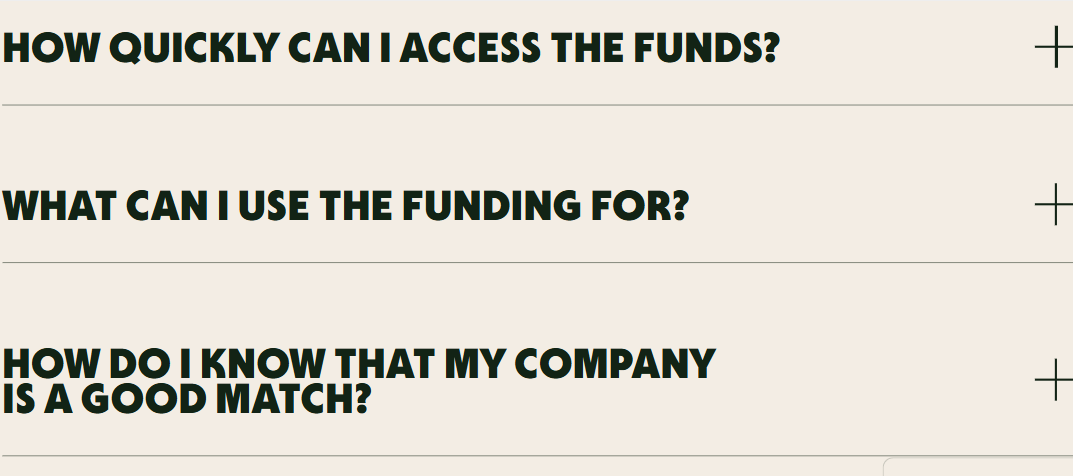 HOW QUICKLY CAN I ACCESS THE FUNDS?
WHAT CAN I USE THE FUNDING FOR?
HOW DO I KNOW THAT MY COMPANY
IS A GOOD MATCH?